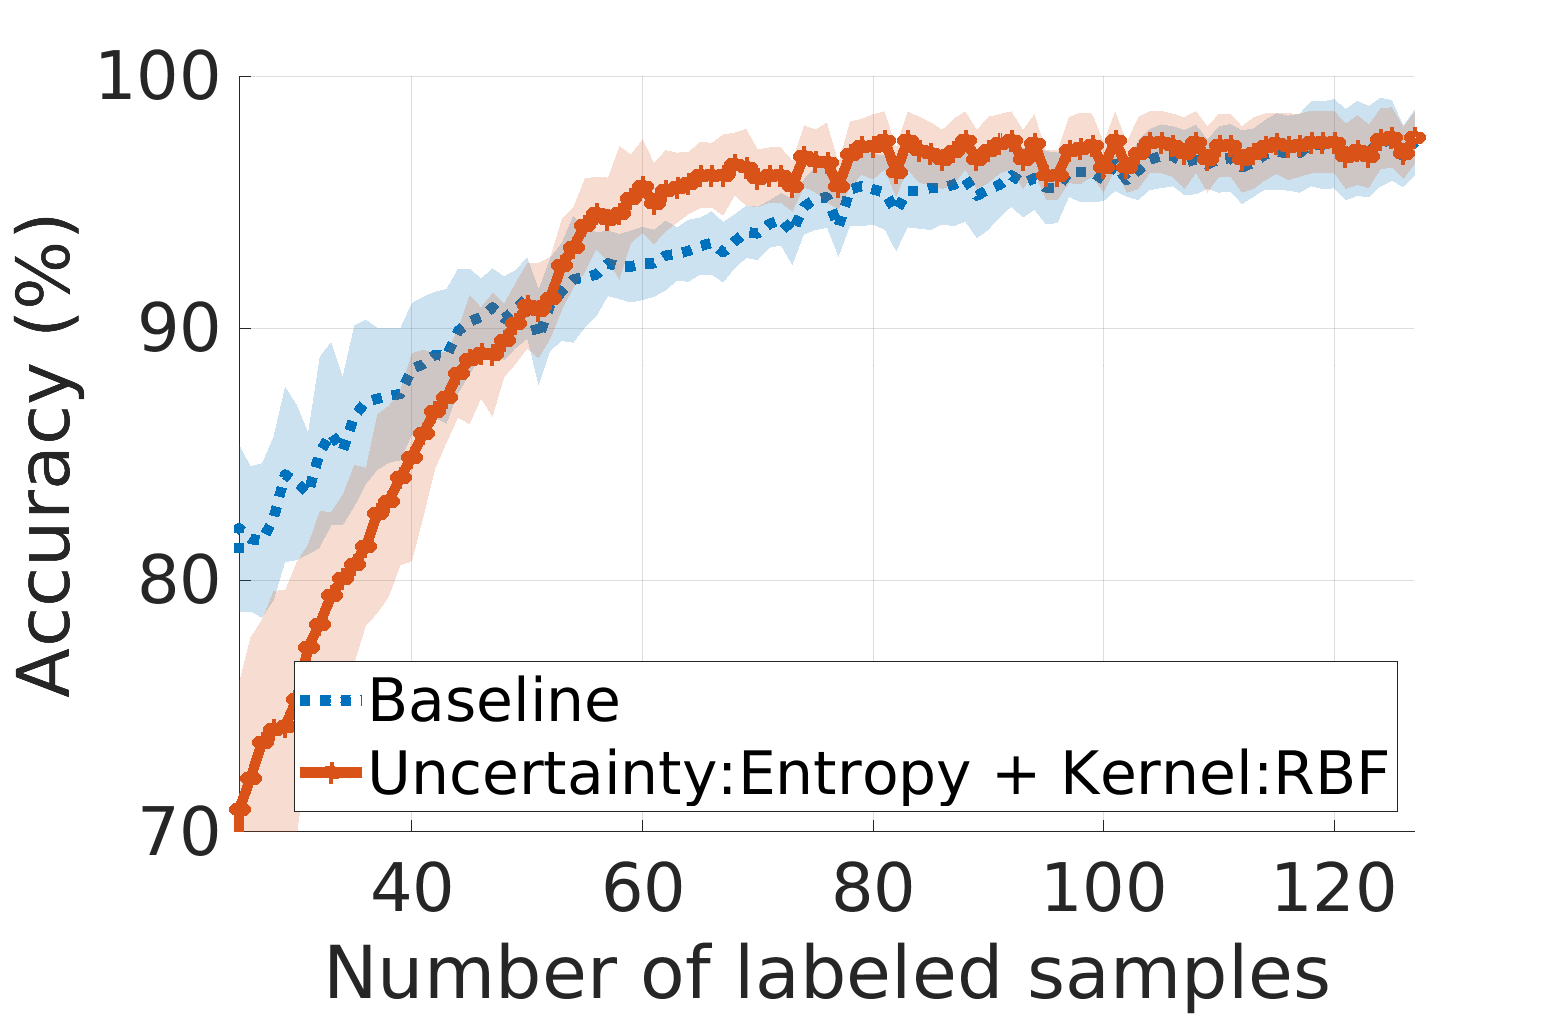 100
90
80
70
Accuracy (%)
Baseline
Uncertainty:Entropy + Kernel:RBF
40 60 80 100 120
Number of labeled samples